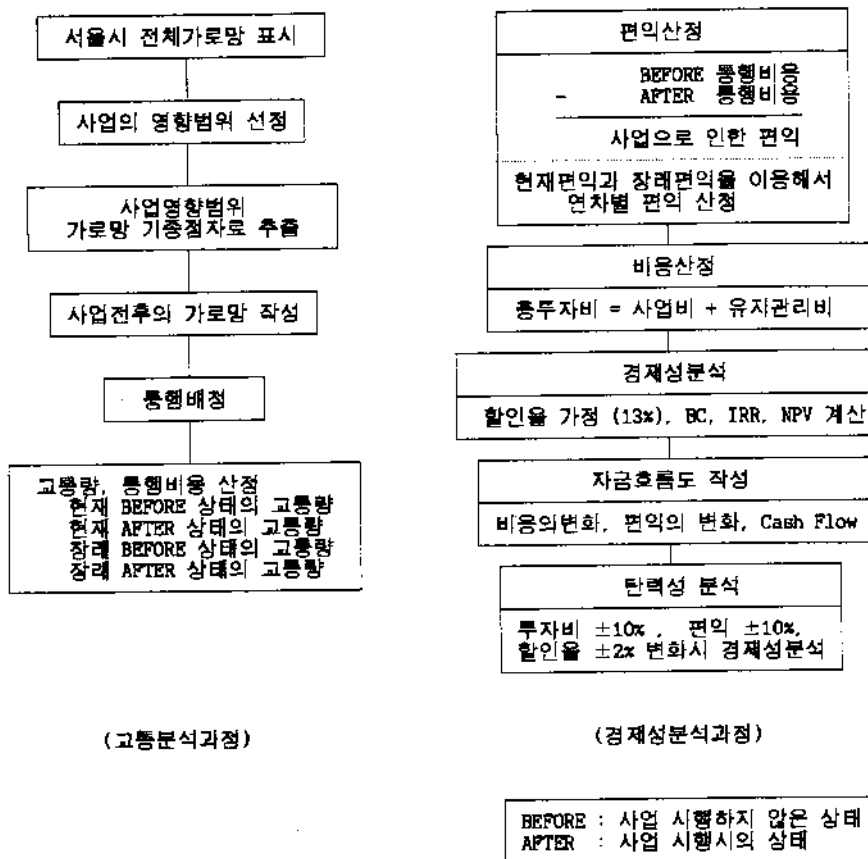 서울시 전체가로망 표시
사업의 영향범위 선정
사업영향범위
가로망 기종점자료 추출
사업전후의 가로망 작성
통행배정
교통량, 통행비용 산정
현재 BEFORE 상태의 교통량
현재 AFTER 상태의 교통량
장래 BEFORE 상태의 교통량
장래 AFTER 상태의 교통량
(교통분석과정)
편익산정
BEFORE 통행비용
- AFTER 통행비용
사업으로 인한 편익
현재편익과 장래편익을 이용해서
연차별 편익 산정
비용산정
총투자비 = 사업비 + 유지관리비
경제성분석
할인율 가정 (13%), BC, IRR, NPV 계산
자금흐름도 작성
비용의변화, 편익의 변화, Cash Flow
탄력성 분석
투자비 ±10% , 편익 ±10%,
할인율 ±2% 변화시 경제성분석
(경제성분석과정)
BEFORE : 사업 시행하지 않은 상태
AFTER : 사업 시행시의 상태